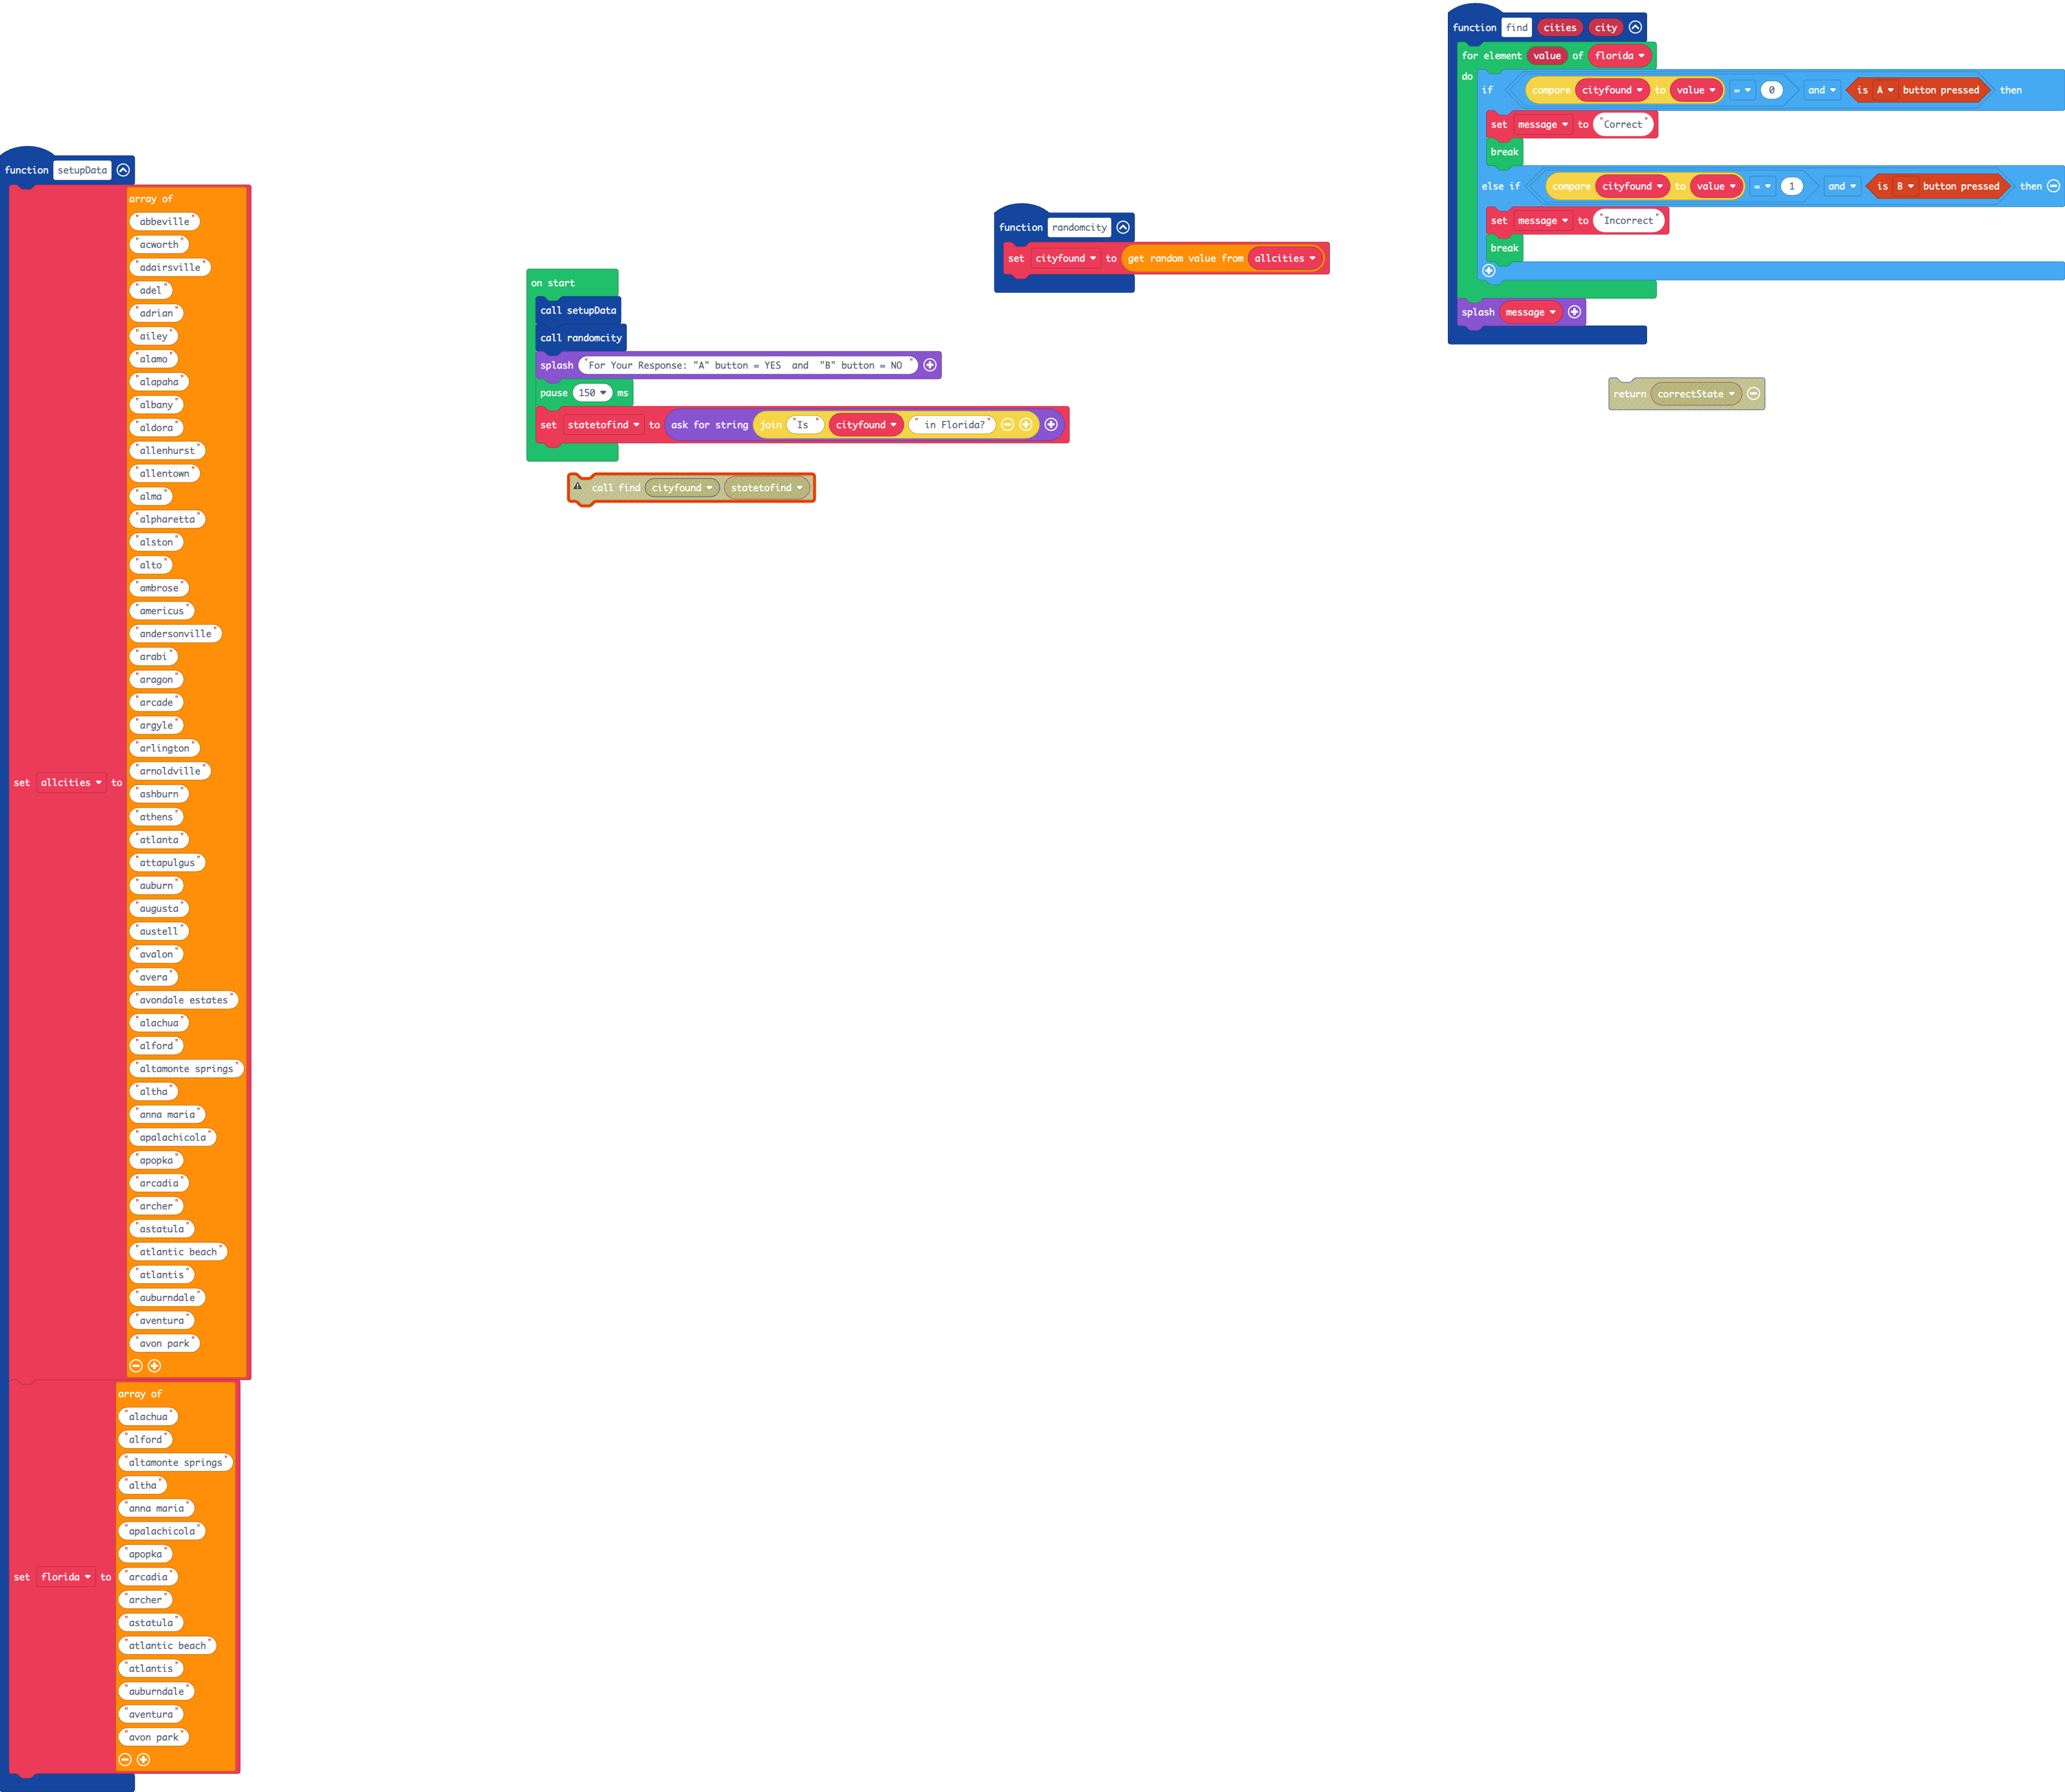 function setupData
set allcities to
array of
"abbeville"
"acworth"
"adairsville"
"adel"
"adrian"
"ailey"
"alamo"
"alapaha"
"albany"
"aldora"
"allenhurst"
"allentown"
"alma"
"alpharetta"
"alston"
"alto"
"ambrose"
"americus"
"andersonville"
"arabi"
"aragon"
"arcade"
"argyle"
"arlington"
"arnoldville"
"ashburn"
"athens"
"atlanta"
"attapulgus"
"auburn"
"augusta"
"austell"
"avalon"
"avera"
"avondale estates"
"alachua"
"alford"
"altamonte springs"
"altha"
"anna maria"
"apalachicola"
"apopka"
"arcadia"
"archer"
"astatula"
"atlantic beach"
"atlantis"
"auburndale"
"aventura"
"avon park"
set florida to
array of
"alachua"
"alford"
"altamonte springs"
"altha"
"anna maria"
"apalachicola"
"apopka"
"arcadia"
"archer"
"astatula"
"atlantic beach"
"atlantis"
"auburndale"
"aventura"
"avon park"
on start
call setupData
call randomcity
splash "For Your Response: "A" button = YES and "B" button = NO "
pause 150 ms
set statetofind to ask for string join "Is " cityfound " in Florida?"
call find cityfound statetofind
function randomcity
set cityfound to get random value from allcities
function find cities city
for element value of florida
do
if compare cityfound to value = 0 and is A button pressed then
set message to "Correct"
break
else if compare cityfound to value = 1 and is B button pressed then
set message to "Incorrect"
break
splash message
return correctState